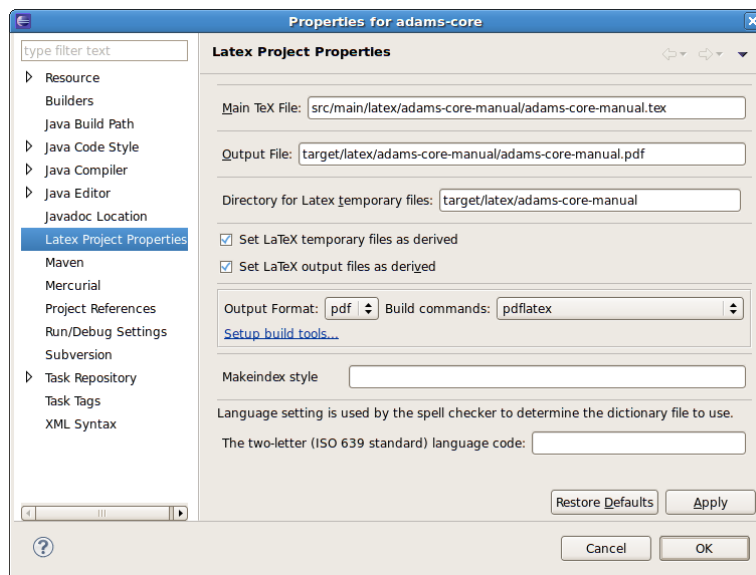 Properties for adams-core
type filter text
Resource
Builders
Java Build Path
Java Code Style
Java Compiler
Java Editor
Javadoc Location
Latex Project Properties
Maven
Mercurial
Project References
Run/Debug Settings
Subversion
Task Repository
Task Tags
XML Syntax
Latex Project Properties
Main TeX File: src/main/latex/adams-core-manual/adams-core-manual.tex
Output File: target/latex/adams-core-manual/adams-core-manual.pdf
Directory for Latex temporary files: target/latex/adams-core-manual
Set LaTeX temporary files as derived
Set LaTeX output files as derived
Output Format: pdf Build commands: pdflatex
Setup build tools...
Makeindex style
Language setting is used by the spell checker to determine the dictionary file to use.
The two-letter (ISO 639 standard) language code:
Restore Defaults Apply
? Cancel OK